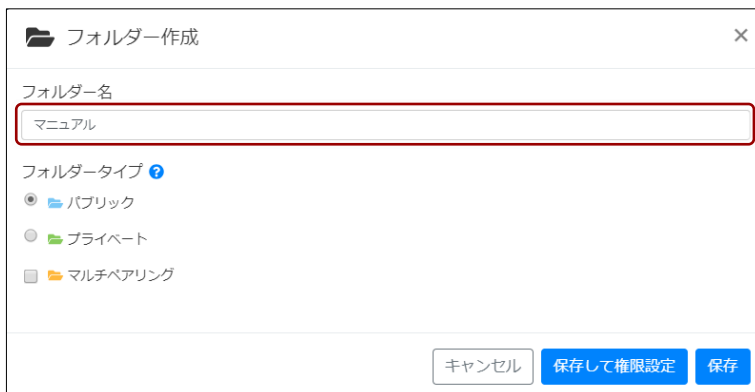 フォルダー作成
×
フォルダー名
マニュアル
フォルダータイプ ?
パブリック
プライベート
マルチペアリング
キャンセル 保存して権限設定 保存